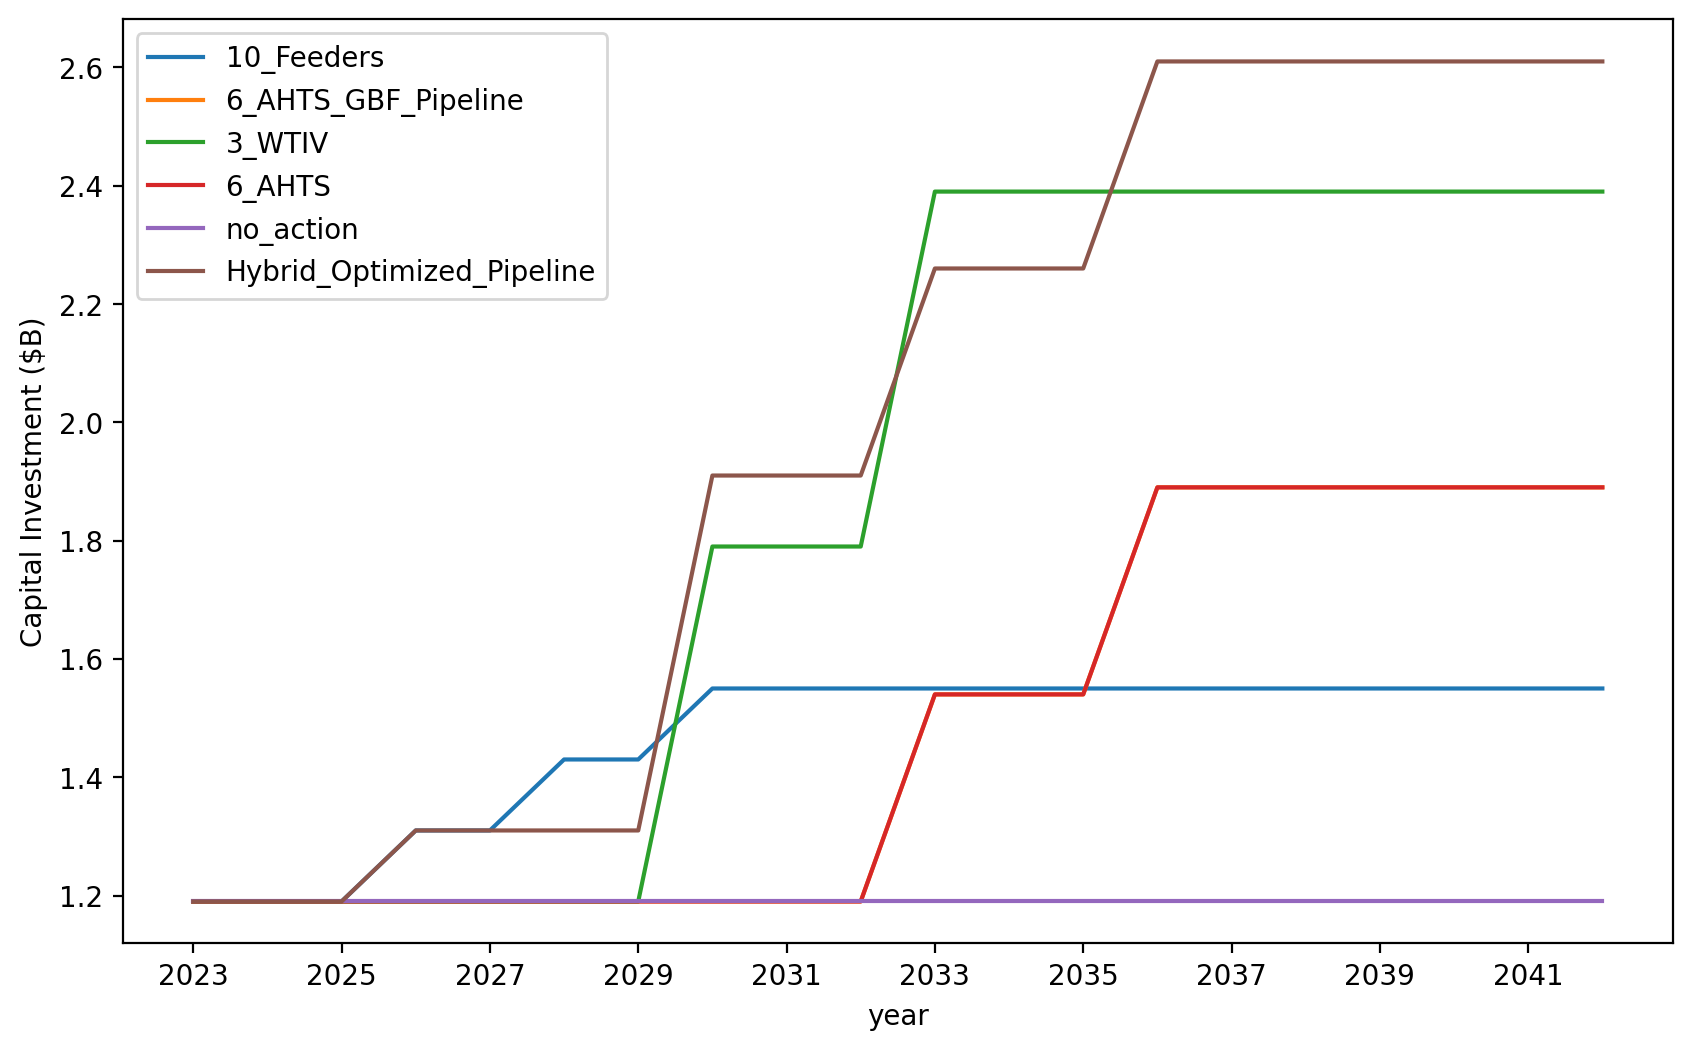 10_Feeders
6_AHTS_GBF_Pipeline
3_WTIV
6_AHTS
no_action
Hybrid_Optimized_Pipeline
Capital Investment ($B)
2.6
2.4
2.2
2.0
1.8
1.6
1.4
1.2
2023 2025 2027 2029 2031 2033 2035 2037 2039 2041
year